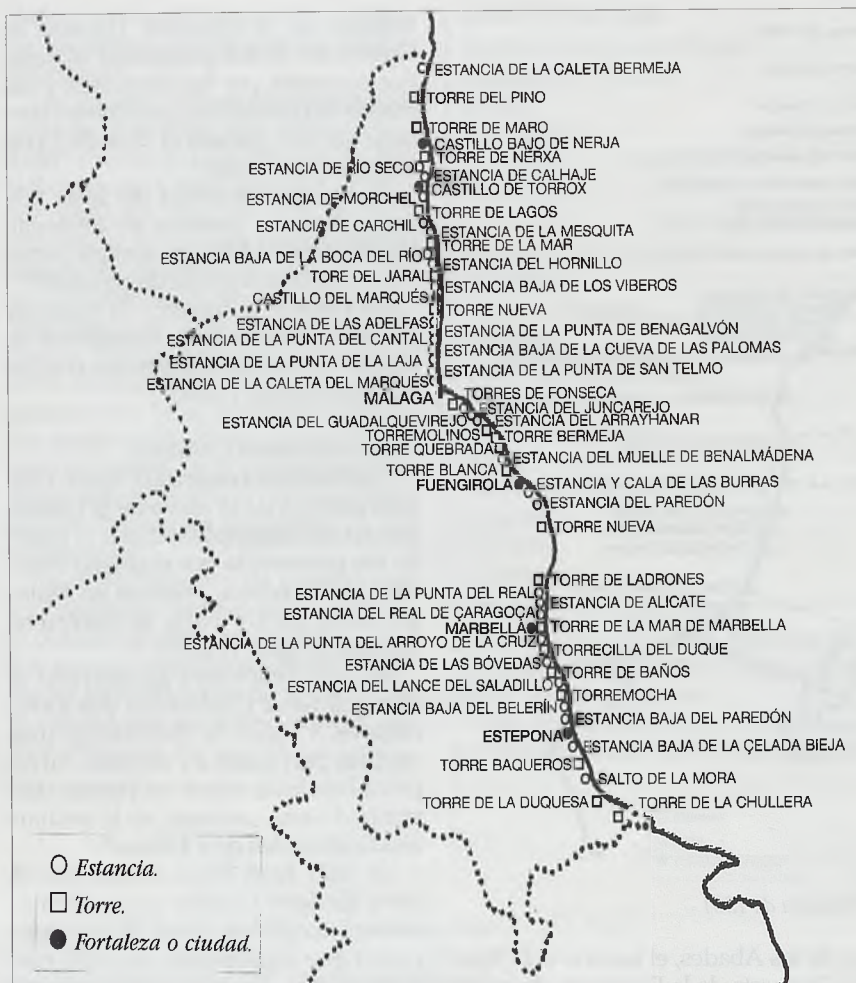 ESTANCIA DE LA CALETA BERMEJA
TORRE DEL PINO
TORRE DE MARO
CASTILLO BAJO DE NERJA
TORRE DE NERXA
ESTANCIA DE RÍO SECO
ESTANCIA DE CALHAJE
CASTILLO DE TORROX
ESTANCIA DE MORCHEL
TORRE DE LAGOS
ESTANCIA DE CARCHIL
ESTANCIA DE LA MESQUITA
TORRE DE LA MAR
ESTANCIA BAJA DE LA BOCA DEL RÍO
ESTANCIA DEL HORNILLO
TORE DEL JARAL
ESTANCIA BAJA DE LOS VIBEROS
CASTILLO DEL MARQUÉS
TORRE NUEVA
ESTANCIA DE LAS ADELFAS
ESTANCIA DE LA PUNTA DE BENAGALVÓN
ESTANCIA DE LA PUNTA DEL CANTAL
ESTANCIA BAJA DE LA CUEVA DE LAS PALOMAS
ESTANCIA DE LA PUNTA DE LA LAJA
ESTANCIA DE LA PUNTA DE SAN TELMO
ESTANCIA DE LA CALETA DEL MARQUÉS
MÁLAGA
TORRES DE FONSECA
ESTANCIA DEL JUNCAREJO
ESTANCIA DEL GUADALQUEVIREJO
ESTANCIA DEL ARRAYHANAR
TORREMOLINOS
TORRE BERMEJA
TORRE QUEBRADA
ESTANCIA DEL MUELLE DE BENALMÁDENA
TORRE BLANCA
FUENGIROLA
ESTANCIA Y CALA DE LAS BURRAS
ESTANCIA DEL PAREDÓN
TORRE NUEVA
TORRE DE LADRONES
ESTANCIA DE LA PUNTA DEL REAL
ESTANCIA DE ALICATE
ESTANCIA DEL REAL DE ÇARAGOÇA
MARBELLA
TORRE DE LA MAR DE MARBELLA
ESTANCIA DE LA PUNTA DEL ARROYO DE LA CRUZ
TORRECILLA DEL DUQUE
ESTANCIA DE LAS BÓVEDAS
TORRE DE BAÑOS
ESTANCIA DEL LANCE DEL SALADILLO
TORREMOCHA
ESTANCIA BAJA DEL BELERÍN
ESTANCIA BAJA DEL PAREDÓN
ESTEPONA
ESTANCIA BAJA DE LA ÇELADA BIEJA
TORRE BAQUEROS
SALTO DE LA MORA
TORRE DE LA DUQUESA
TORRE DE LA CHULLERA
Estancia.
Torre.
Fortaleza o ciudad.
de los Abades, el